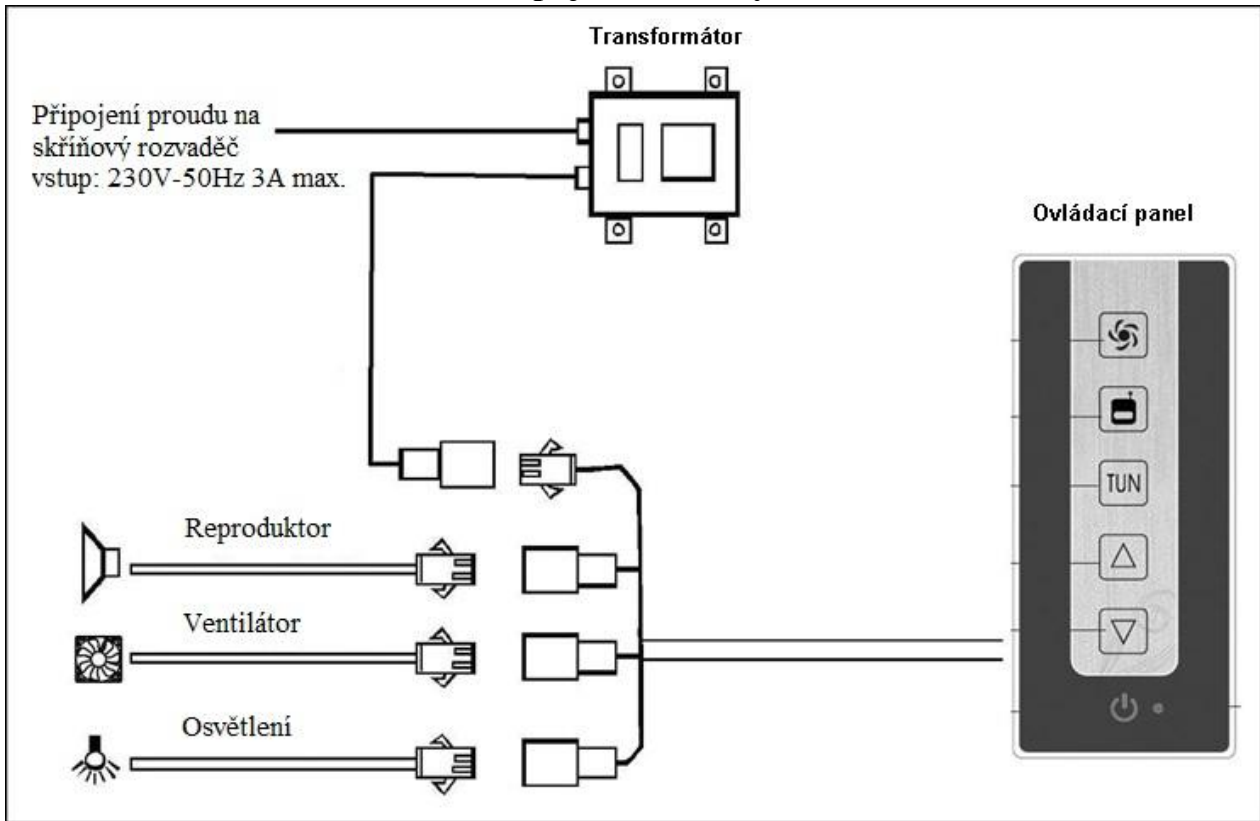 Transformátor
Připojení proudu na
skříňový rozvaděč
vstup: 230V-50Hz 3A max.
Ovládací panel
TUN
Reproduktor
Ventilátor
Osvětlení